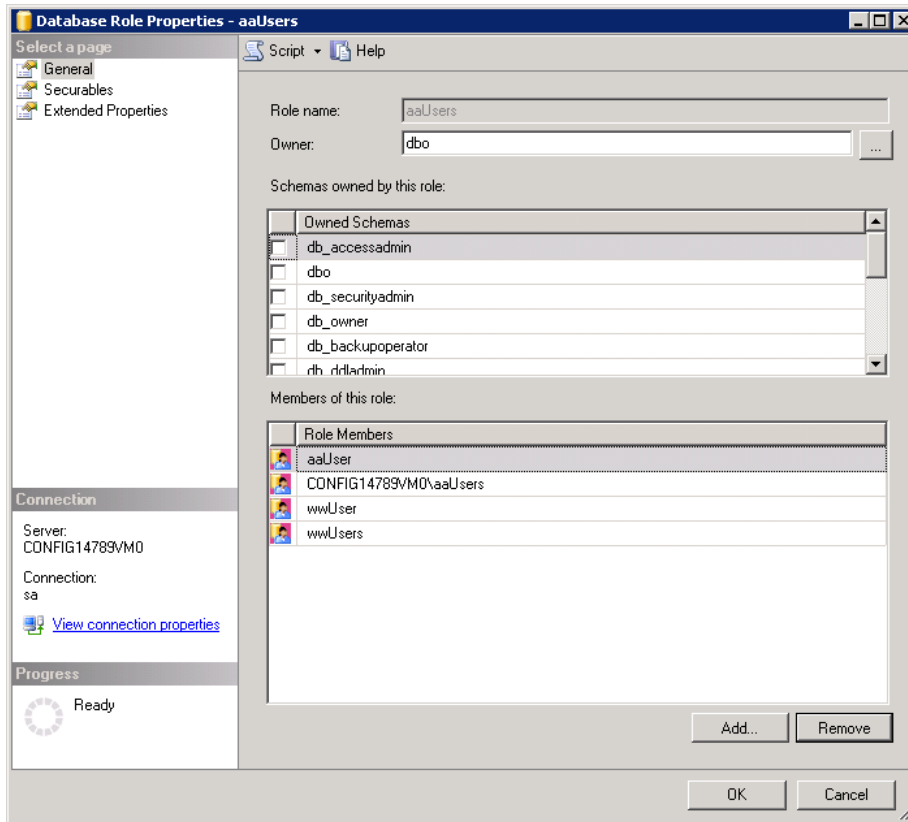 Database Role Properties - aaUsers
Select a page
General
Securables
Extended Properties
Script
Help
Role name:
aaUsers
Owner:
dbo
...
Schemas owned by this role:
Owned Schemas
db_accessadmin
dbo
db_securityadmin
db_owner
db_backupoperator
db_ddladmin
Members of this role:
Role Members
aaUser
CONFIG14789VM0\aaUsers
wwUser
wwUsers
Connection
Server:
CONFIG14789VM0
Connection:
sa
View connection properties
Progress
Ready
Add...
Remove
OK
Cancel